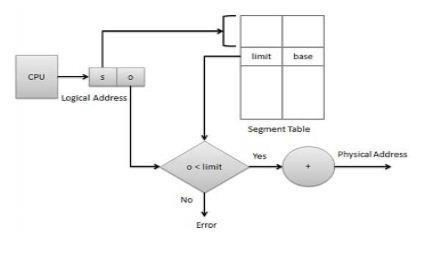 CPU
s o
Logical Address
limit base
Segment Table
o < limit
Yes
+
Physical Address
No
Error